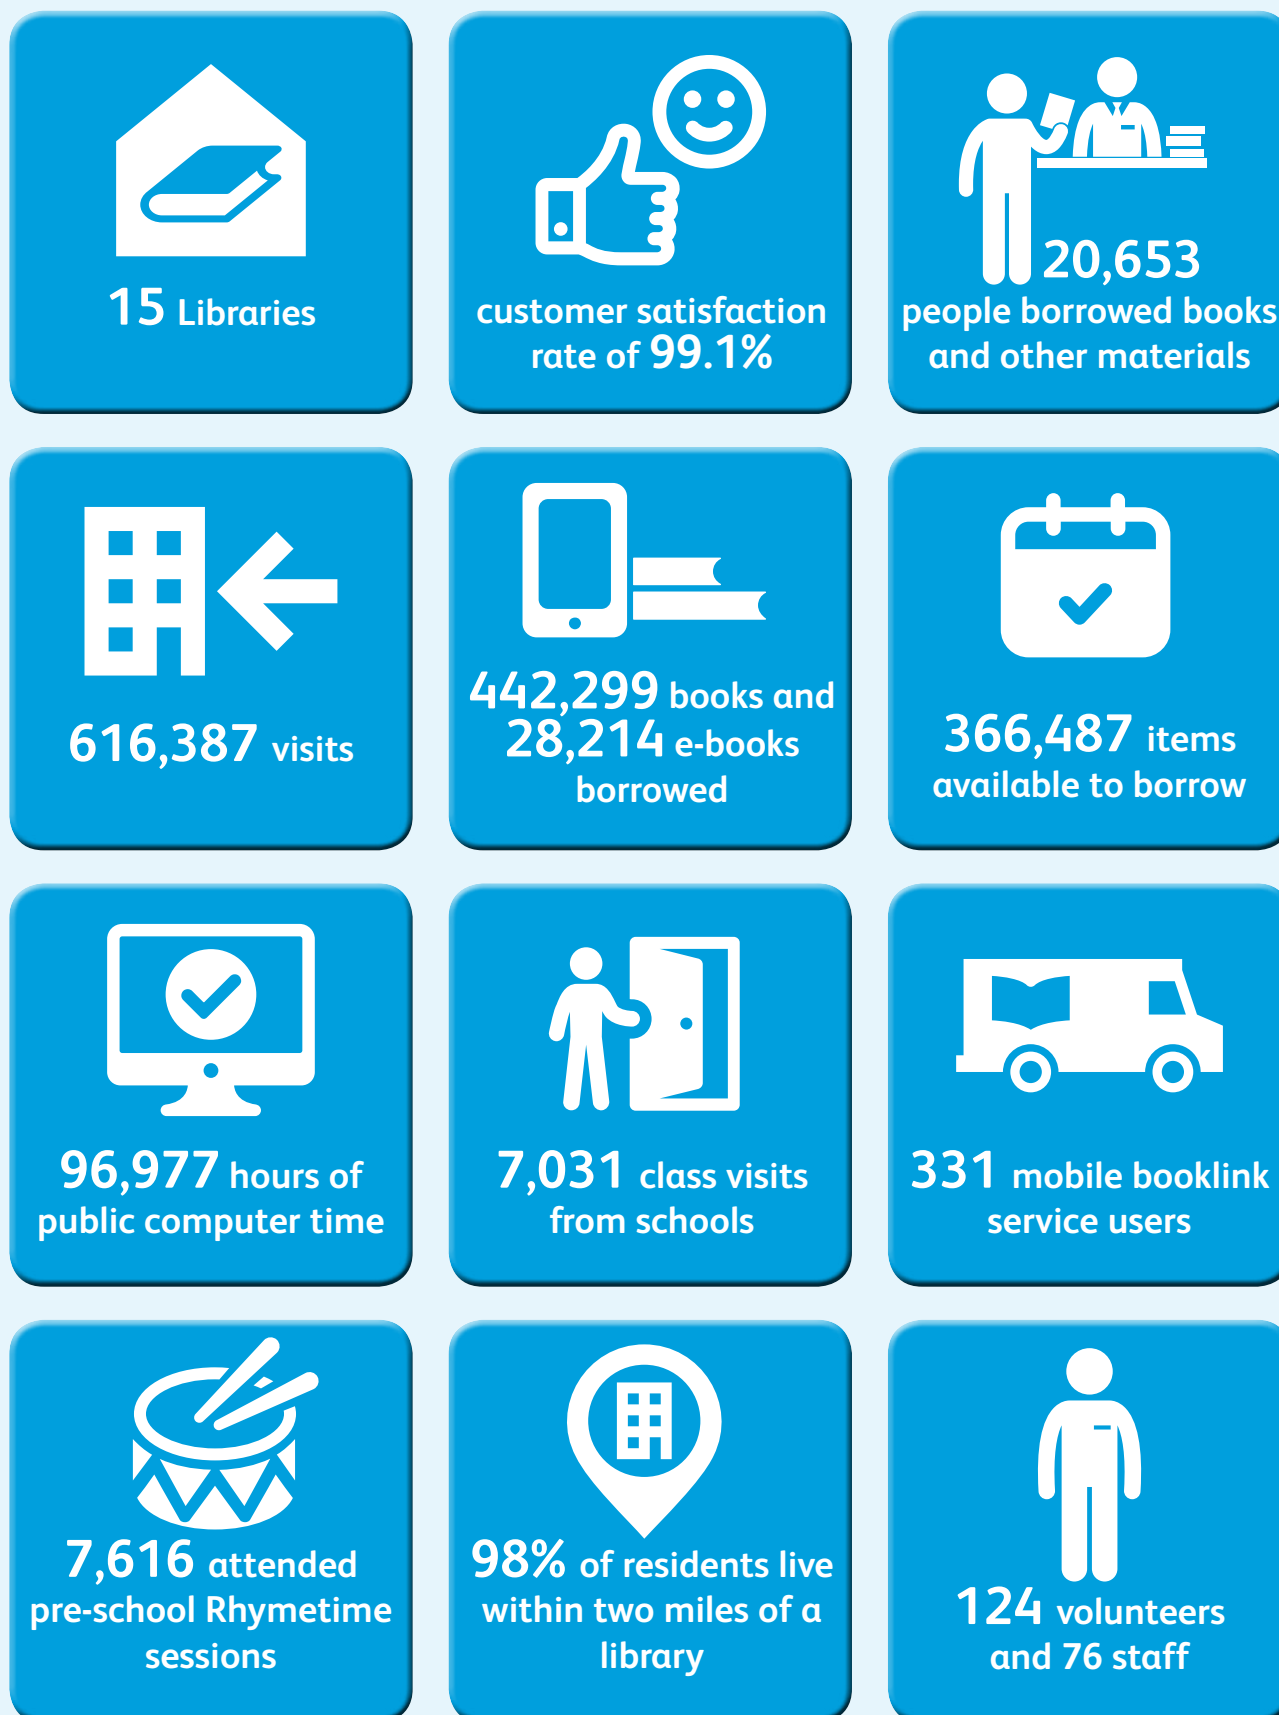 15 Libraries
customer satisfaction
rate of 99.1%
20,653
people borrowed books
and other materials
616,387 visits
442,299 books and
28,214 e-books
borrowed
366,487 items
available to borrow
96,977 hours of
public computer time
7,031 class visits
from schools
331 mobile booklink
service users
7,616 attended
pre-school Rhymetime
sessions
98% of residents live
within two miles of a
library
124 volunteers
and 76 staff